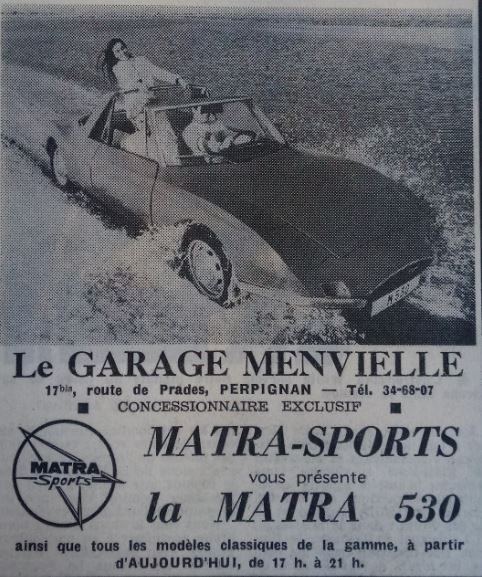 M530
Le GARAGE MENVIELLE
17bis, route de Prades, PERPIGNAN — Tél. 34-68-07
■ CONCESSIONNAIRE EXCLUSIF ■
MATRA
Sports
MATRA-SPORTS
vous présente
la MATRA 530
ainsi que tous les modèles classiques de la gamme, à partir
d'AUJOURD'HUI, de 17 h. à 21 h.